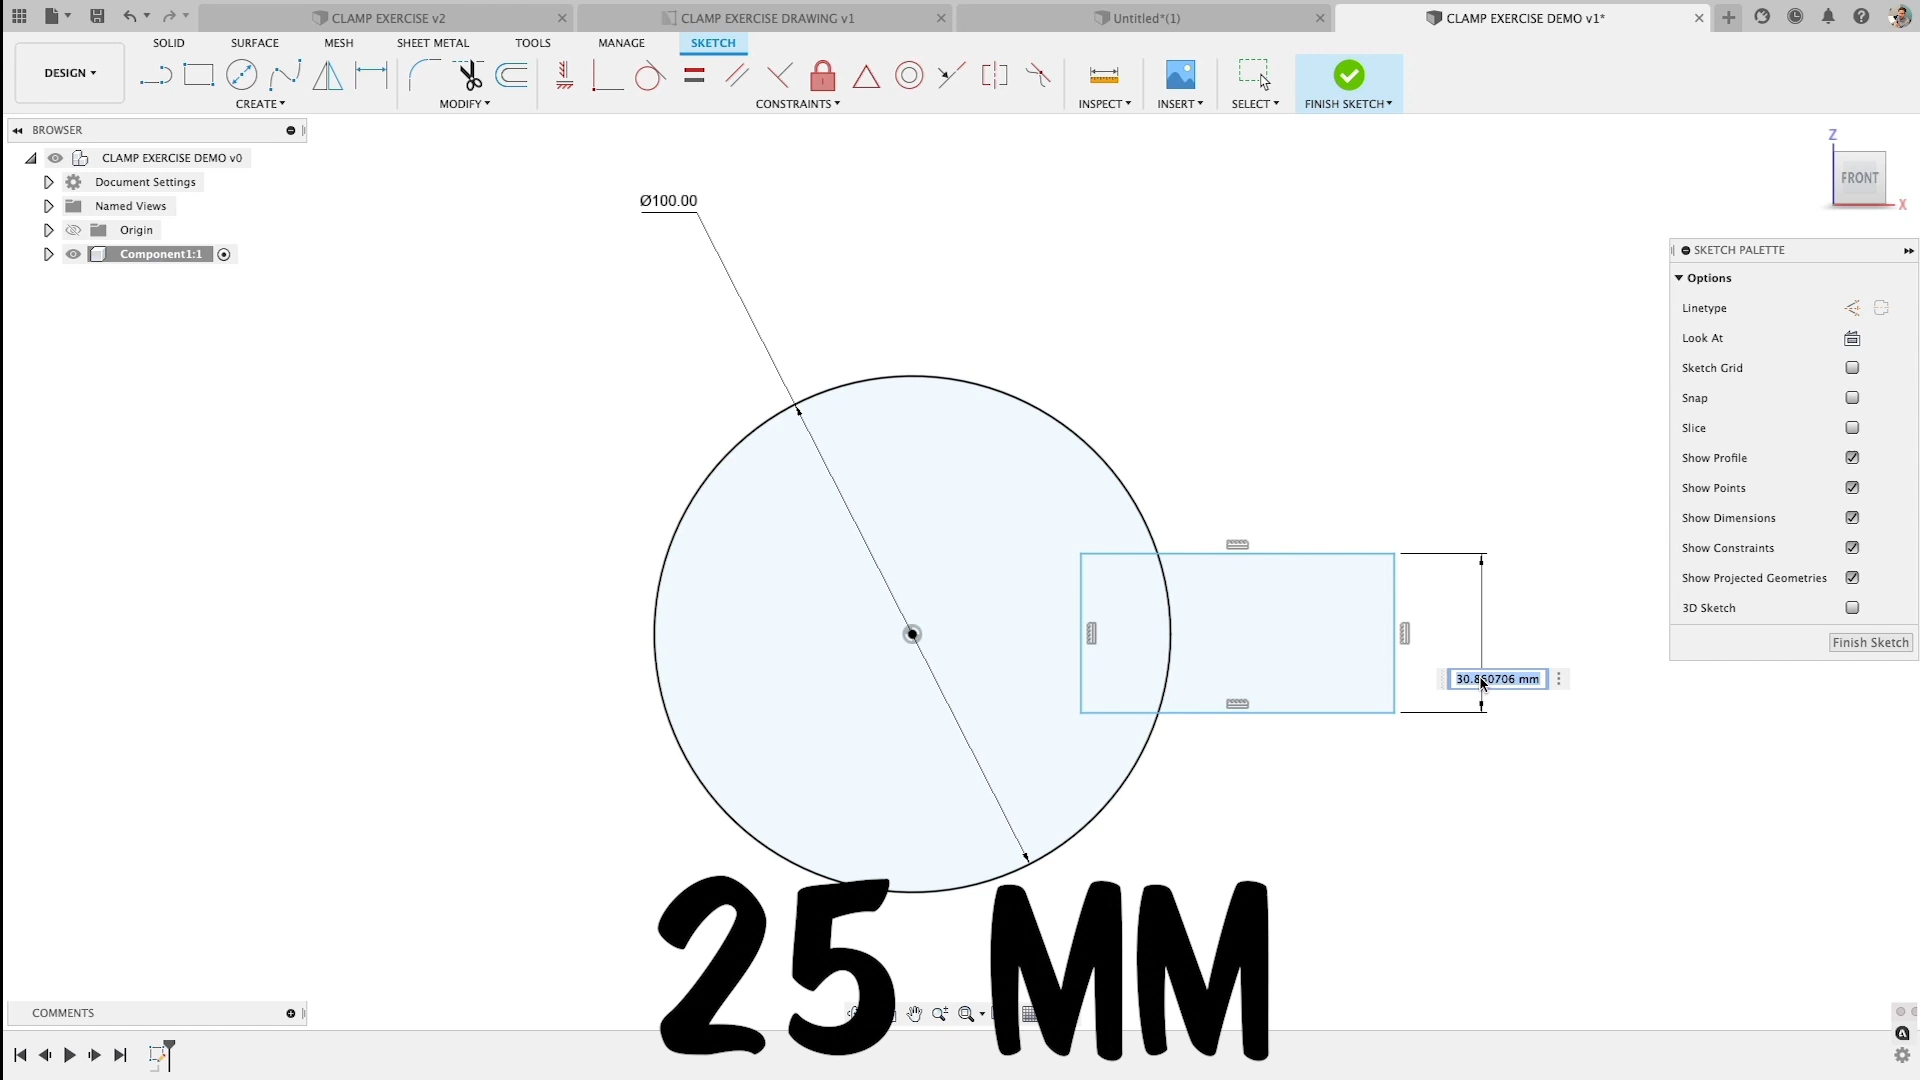 CLAMP EXERCISE v2
CLAMP EXERCISE DRAWING v1
Untitled*(1)
CLAMP EXERCISE DEMO v1*
SOLID
SURFACE
MESH
SHEET METAL
TOOLS
MANAGE
SKETCH
DESIGN
CREATE
MODIFY
CONSTRAINTS
INSPECT
INSERT
SELECT
FINISH SKETCH
BROWSER
CLAMP EXERCISE DEMO v0
Document Settings
Named Views
Origin
Component1:1
Ø100.00
Z
FRONT
X
SKETCH PALETTE
Options
Linetype
Look At
Sketch Grid
Snap
Slice
Show Profile
Show Points
Show Dimensions
Show Constraints
Show Projected Geometries
3D Sketch
Finish Sketch
30.860706 mm
25 MM
COMMENTS